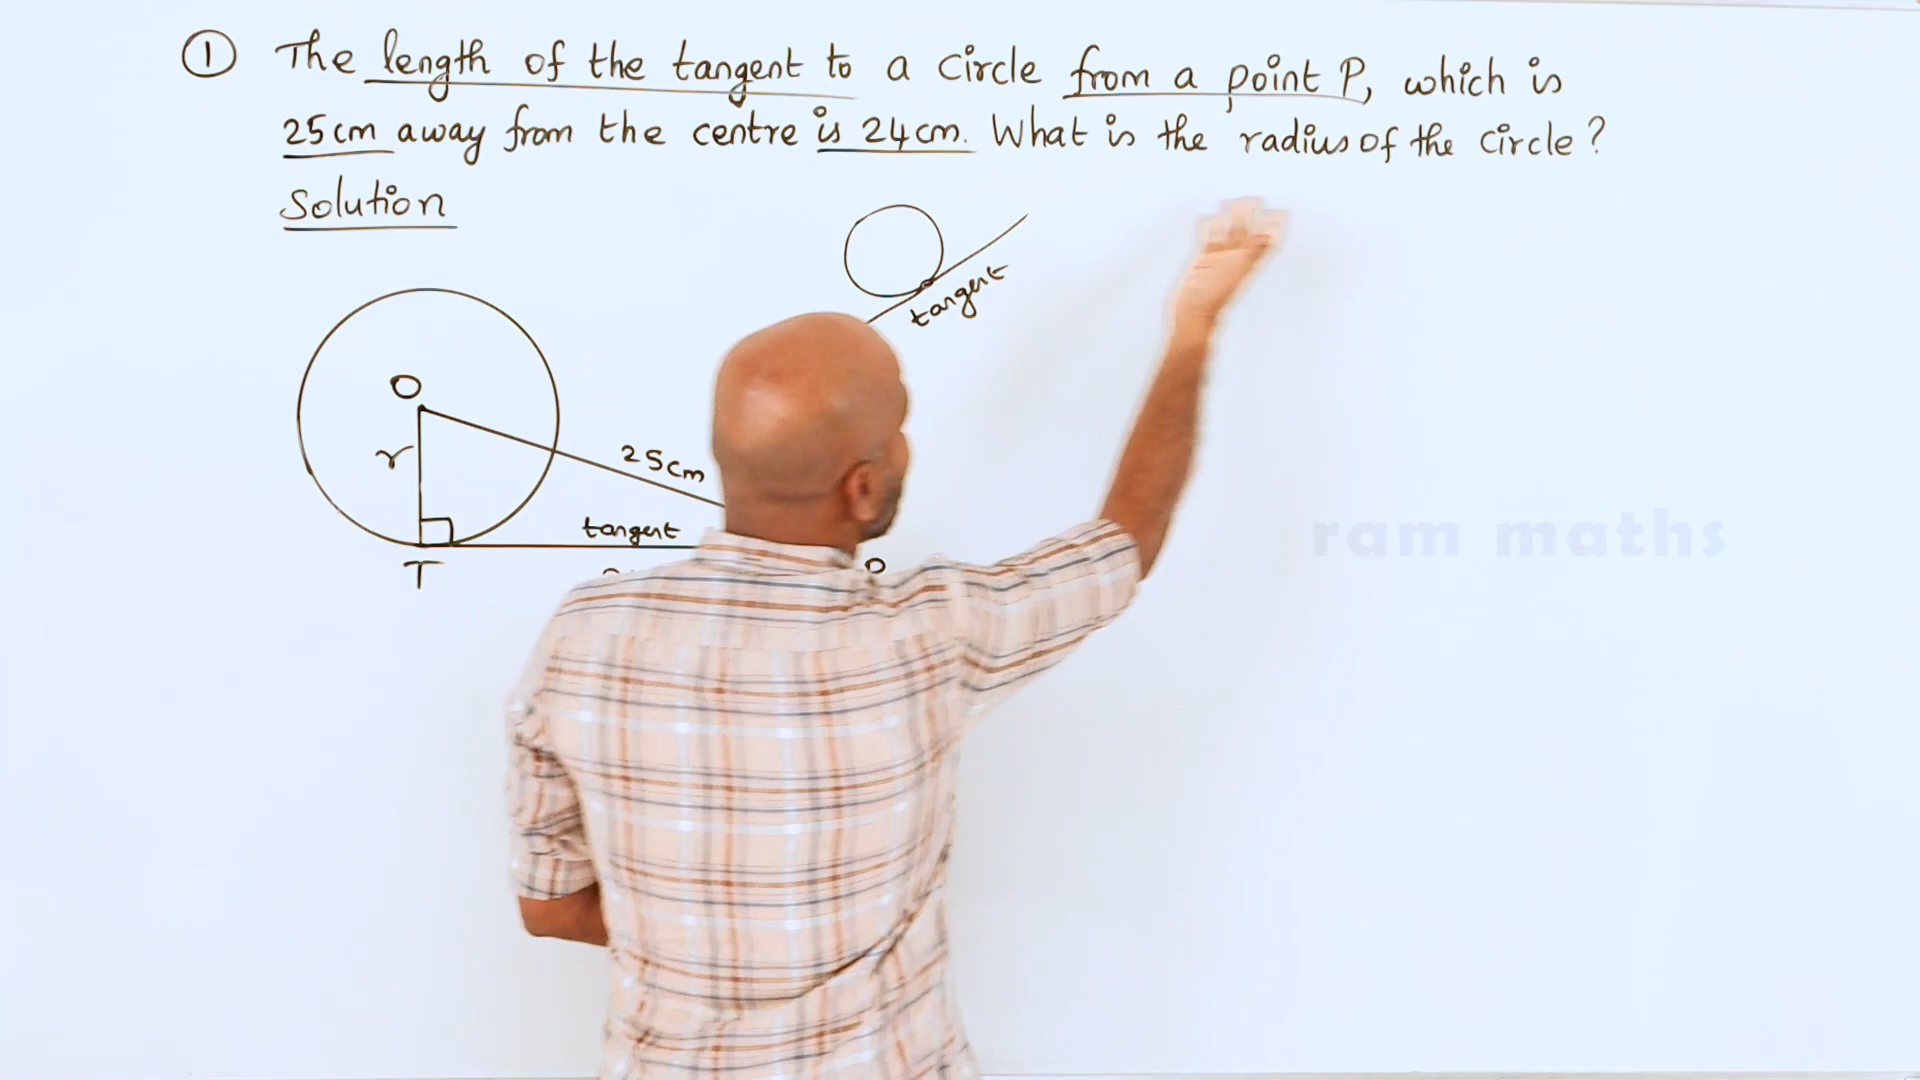 ① The length of the tangent to a circle from a point P, which is
25cm away from the centre is 24cm. What is the radius of the circle?
Solution
tangent
O
r
25cm
tangent
T
P
ram maths